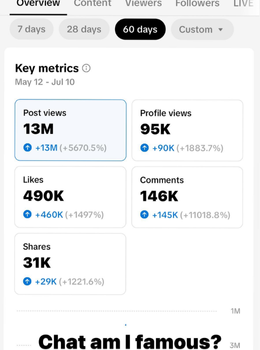 Overview Content Viewers Followers LIVE
7 days 28 days 60 days Custom
Key metrics
May 12 - Jul 10
Post views
13M
+13M (+5670.5%)
Profile views
95K
+90K (+1883.7%)
Likes
490K
+460K (+1497%)
Comments
146K
+145K (+11018.8%)
Shares
31K
+29K (+1221.6%)
1M
Chat am I famous?
3M